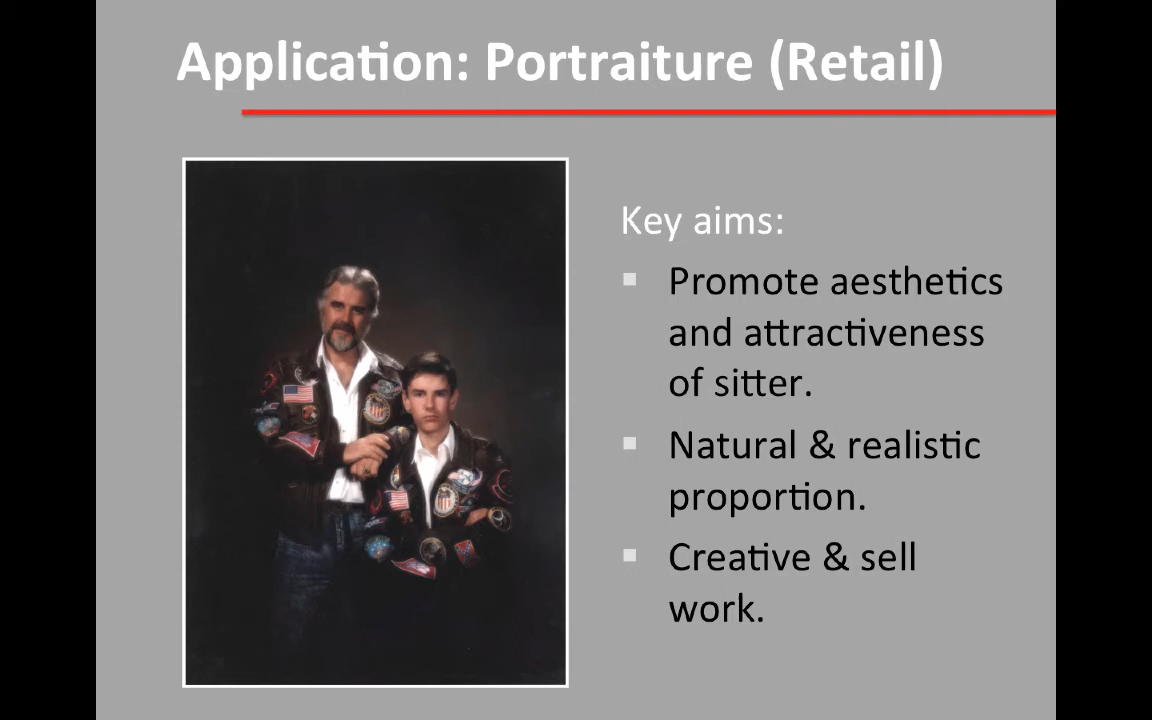 Application: Portraiture (Retail)
Key aims:
Promote aesthetics
and attractiveness
of sitter.
Natural & realistic
proportion.
Creative & sell
work.